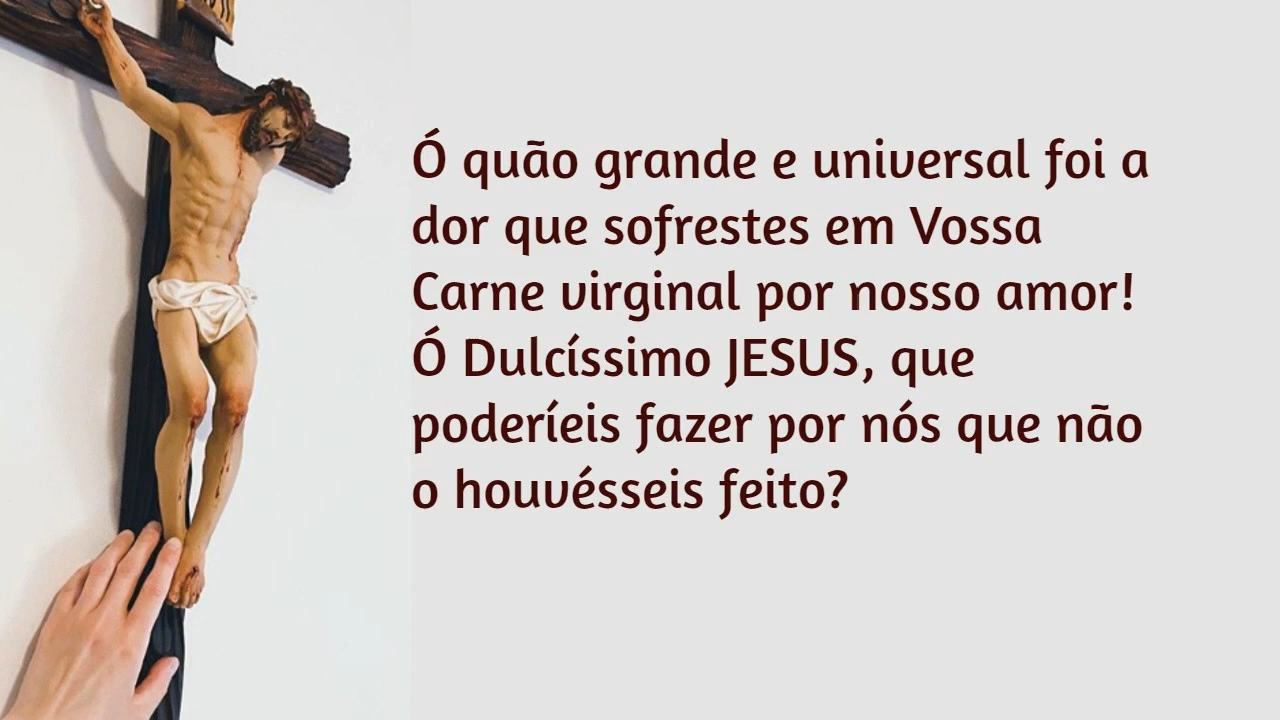 Ó quão grande e universal foi a
dor que sofrestes em Vossa
Carne virginal por nosso amor!
Ó Dulcíssimo JESUS, que
poderíeis fazer por nós que não
o houvésseis feito?